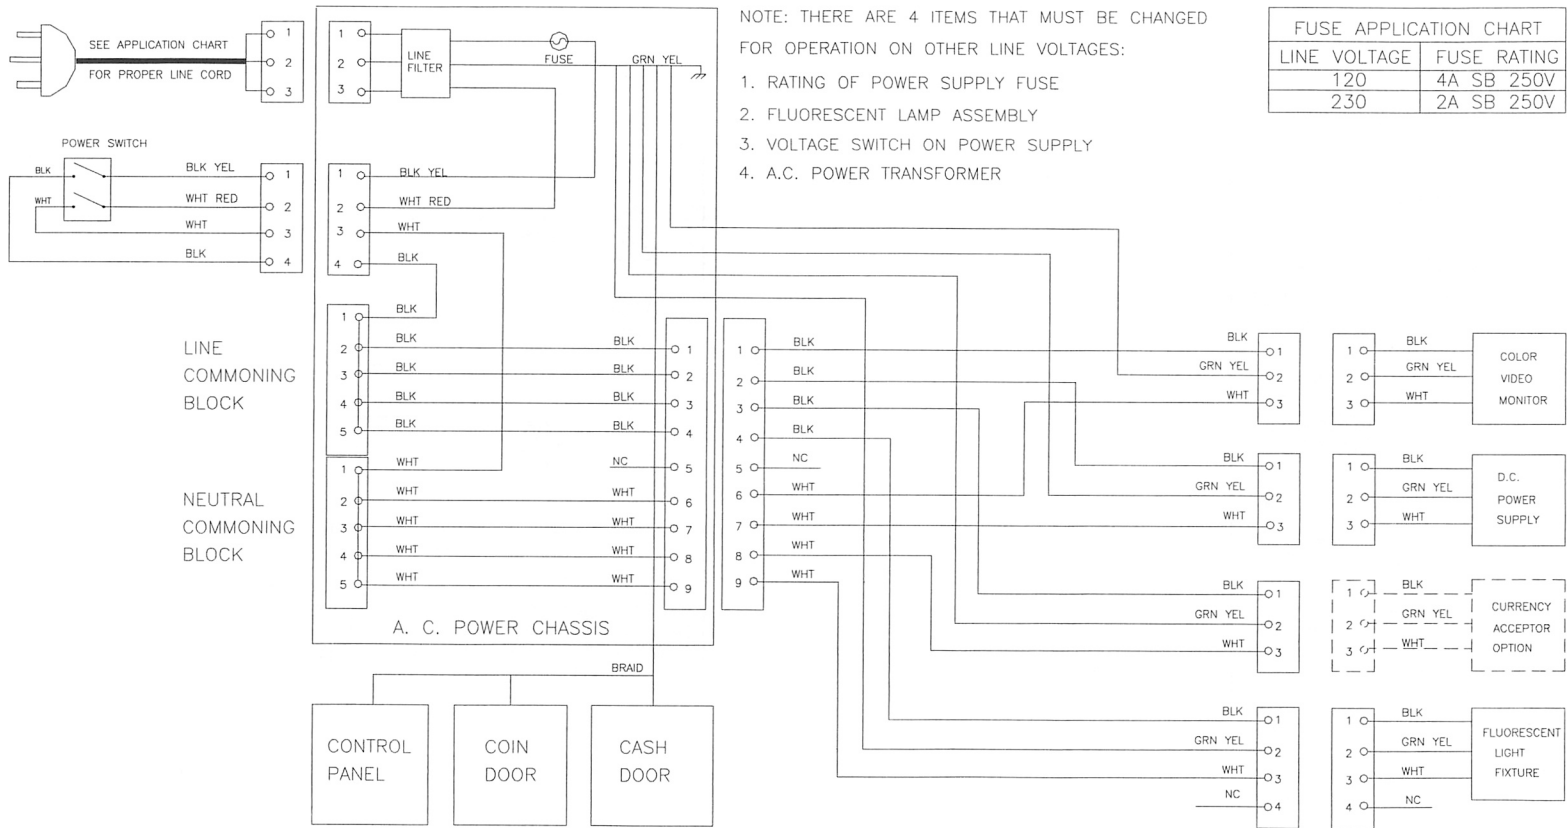 SEE APPLICATION CHART
FOR PROPER LINE CORD
1
2
3
1
2
3
LINE
FILTER
FUSE
GRN YEL
NOTE: THERE ARE 4 ITEMS THAT MUST BE CHANGED
FOR OPERATION ON OTHER LINE VOLTAGES:
1. RATING OF POWER SUPPLY FUSE
2. FLUORESCENT LAMP ASSEMBLY
3. VOLTAGE SWITCH ON POWER SUPPLY
4. A.C. POWER TRANSFORMER
FUSE APPLICATION CHART
LINE VOLTAGE FUSE RATING
120 4A SB 250V
230 2A SB 250V
POWER SWITCH
BLK
WHT
BLK YEL
WHT RED
WHT
BLK
1
2
3
4
1 BLK YEL
2 WHT RED
3 WHT
4 BLK
LINE
COMMONING
BLOCK
1 BLK
2 BLK BLK 1
3 BLK BLK 2
4 BLK BLK 3
5 BLK BLK 4
NC 5
NEUTRAL
COMMONING
BLOCK
1 WHT
2 WHT WHT 6
3 WHT WHT 7
4 WHT WHT 8
5 WHT WHT 9
A. C. POWER CHASSIS
1 BLK
2 BLK
3 BLK
4 BLK
5 NC
6 WHT
7 WHT
8 WHT
9 WHT
BLK 1
GRN YEL 2
WHT 3
1 BLK
2 GRN YEL
3 WHT
COLOR
VIDEO
MONITOR
BLK 1
GRN YEL 2
WHT 3
1 BLK
2 GRN YEL
3 WHT
D.C.
POWER
SUPPLY
BLK 1
GRN YEL 2
WHT 3
1 BLK
2 GRN YEL
3 WHT
CURRENCY
ACCEPTOR
OPTION
BLK 1
GRN YEL 2
WHT 3
NC 4
1 BLK
2 GRN YEL
3 WHT
4 NC
FLUORESCENT
LIGHT
FIXTURE
BRAID
CONTROL
PANEL
COIN
DOOR
CASH
DOOR